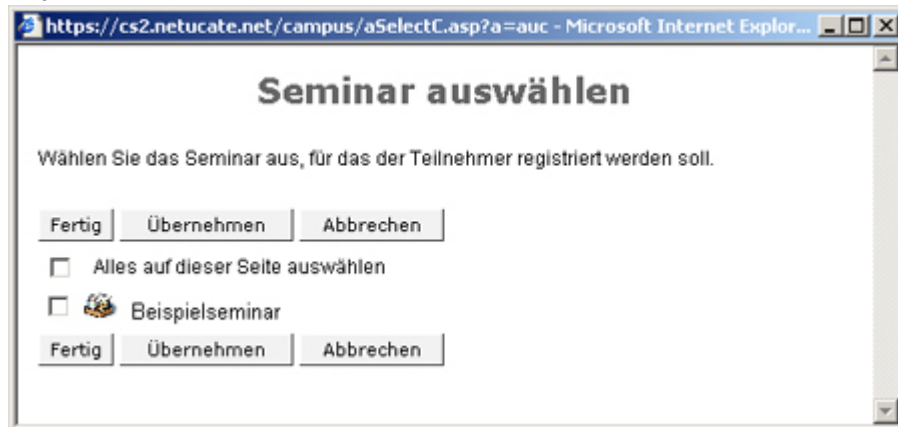 https://cs2.netucate.net/campus/aSelectC.asp?a=auc - Microsoft Internet Explor...
Seminar auswählen
Wählen Sie das Seminar aus, für das der Teilnehmer registriert werden soll.
Fertig Übernehmen Abbrechen
Alles auf dieser Seite auswählen
Beispielseminar
Fertig Übernehmen Abbrechen